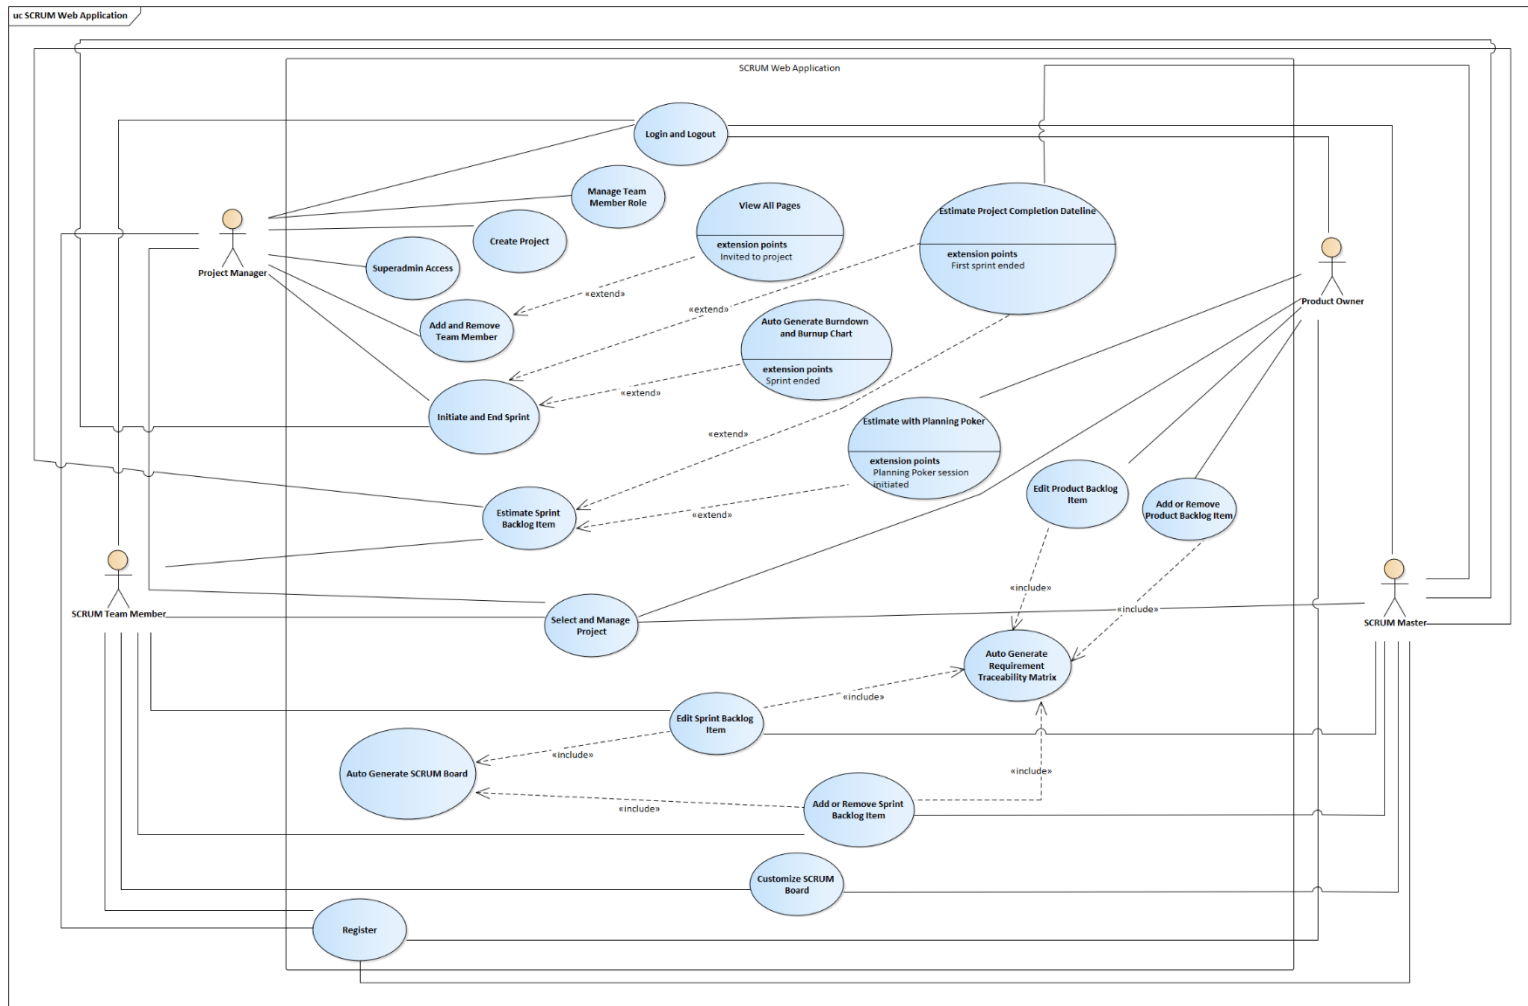 uc SCRUM Web Application
SCRUM Web Application
Login and Logout
Manage Team
Member Role
View All Pages
extension points
Invited to project
Estimate Project Completion Dateline
extension points
First sprint ended
Create Project
Superadmin Access
Project Manager
Product Owner
«extend»
«extend»
Add and Remove
Team Member
Auto Generate Burndown
and Burnup Chart
extension points
Sprint ended
«extend»
Initiate and End Sprint
«extend»
Estimate with Planning Poker
extension points
Planning Poker session
initiated
Edit Product Backlog
Item
Add or Remove
Product Backlog Item
Estimate Sprint
Backlog Item
«extend»
«include»
«include»
SCRUM Team Member
SCRUM Master
Select and Manage
Project
Auto Generate
Requirement
Traceability Matrix
«include»
Edit Sprint Backlog
Item
«include»
Auto Generate SCRUM Board
«include»
«include»
Add or Remove Sprint
Backlog Item
Customize SCRUM
Board
Register